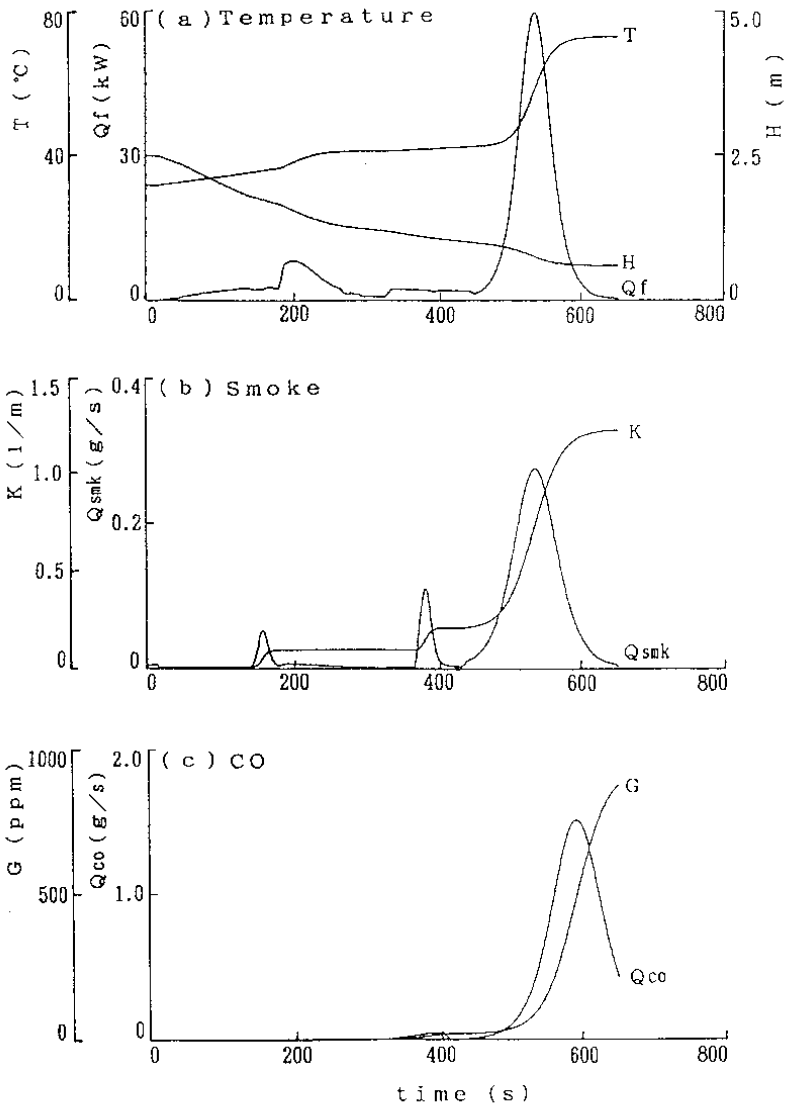 (a) Temperature
T (℃)
80
40
0
Qf (kW)
60
30
0
H (m)
5.0
2.5
0
T
H
Qf
200
400
600
800
(b) Smoke
K (1/m)
1.5
1.0
0.5
0
Qsmk (g/s)
0.4
0.2
0
K
Qsmk
0
200
400
600
800
(c) CO
G (ppm)
1000
500
0
Qco (g/s)
2.0
1.0
0
G
Qco
0
200
400
600
800
time (s)